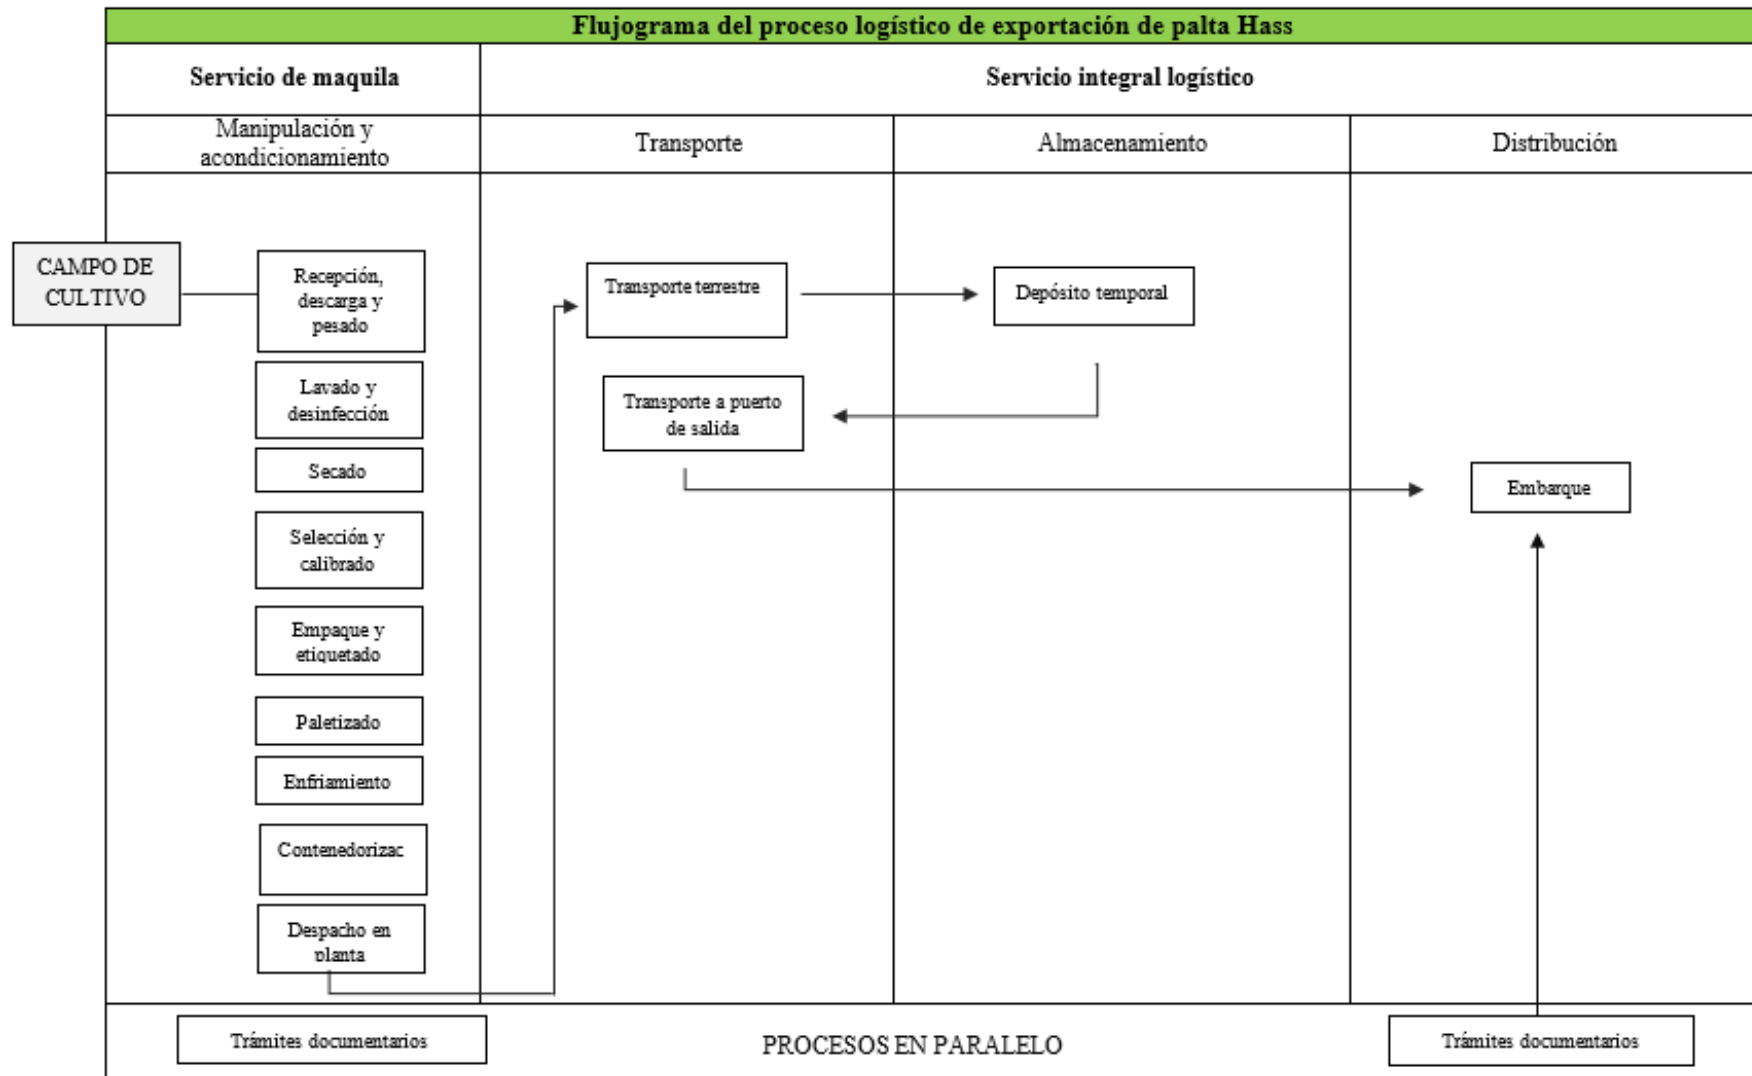 Flujograma del proceso logístico de exportación de palta Hass
Servicio de maquila
Servicio integral logístico
Manipulación y
acondicionamiento
Transporte
Almacenamiento
Distribución
CAMPO DE
CULTIVO
Recepción,
descarga y
pesado
Lavado y
desinfección
Secado
Selección y
calibrado
Empaque y
etiquetado
Paletizado
Enfriamiento
Contenedorizac
Despacho en
planta
Transporte terrestre
Depósito temporal
Transporte a puerto
de salida
Embarque
Trámites documentarios
PROCESOS EN PARALELO
Trámites documentarios